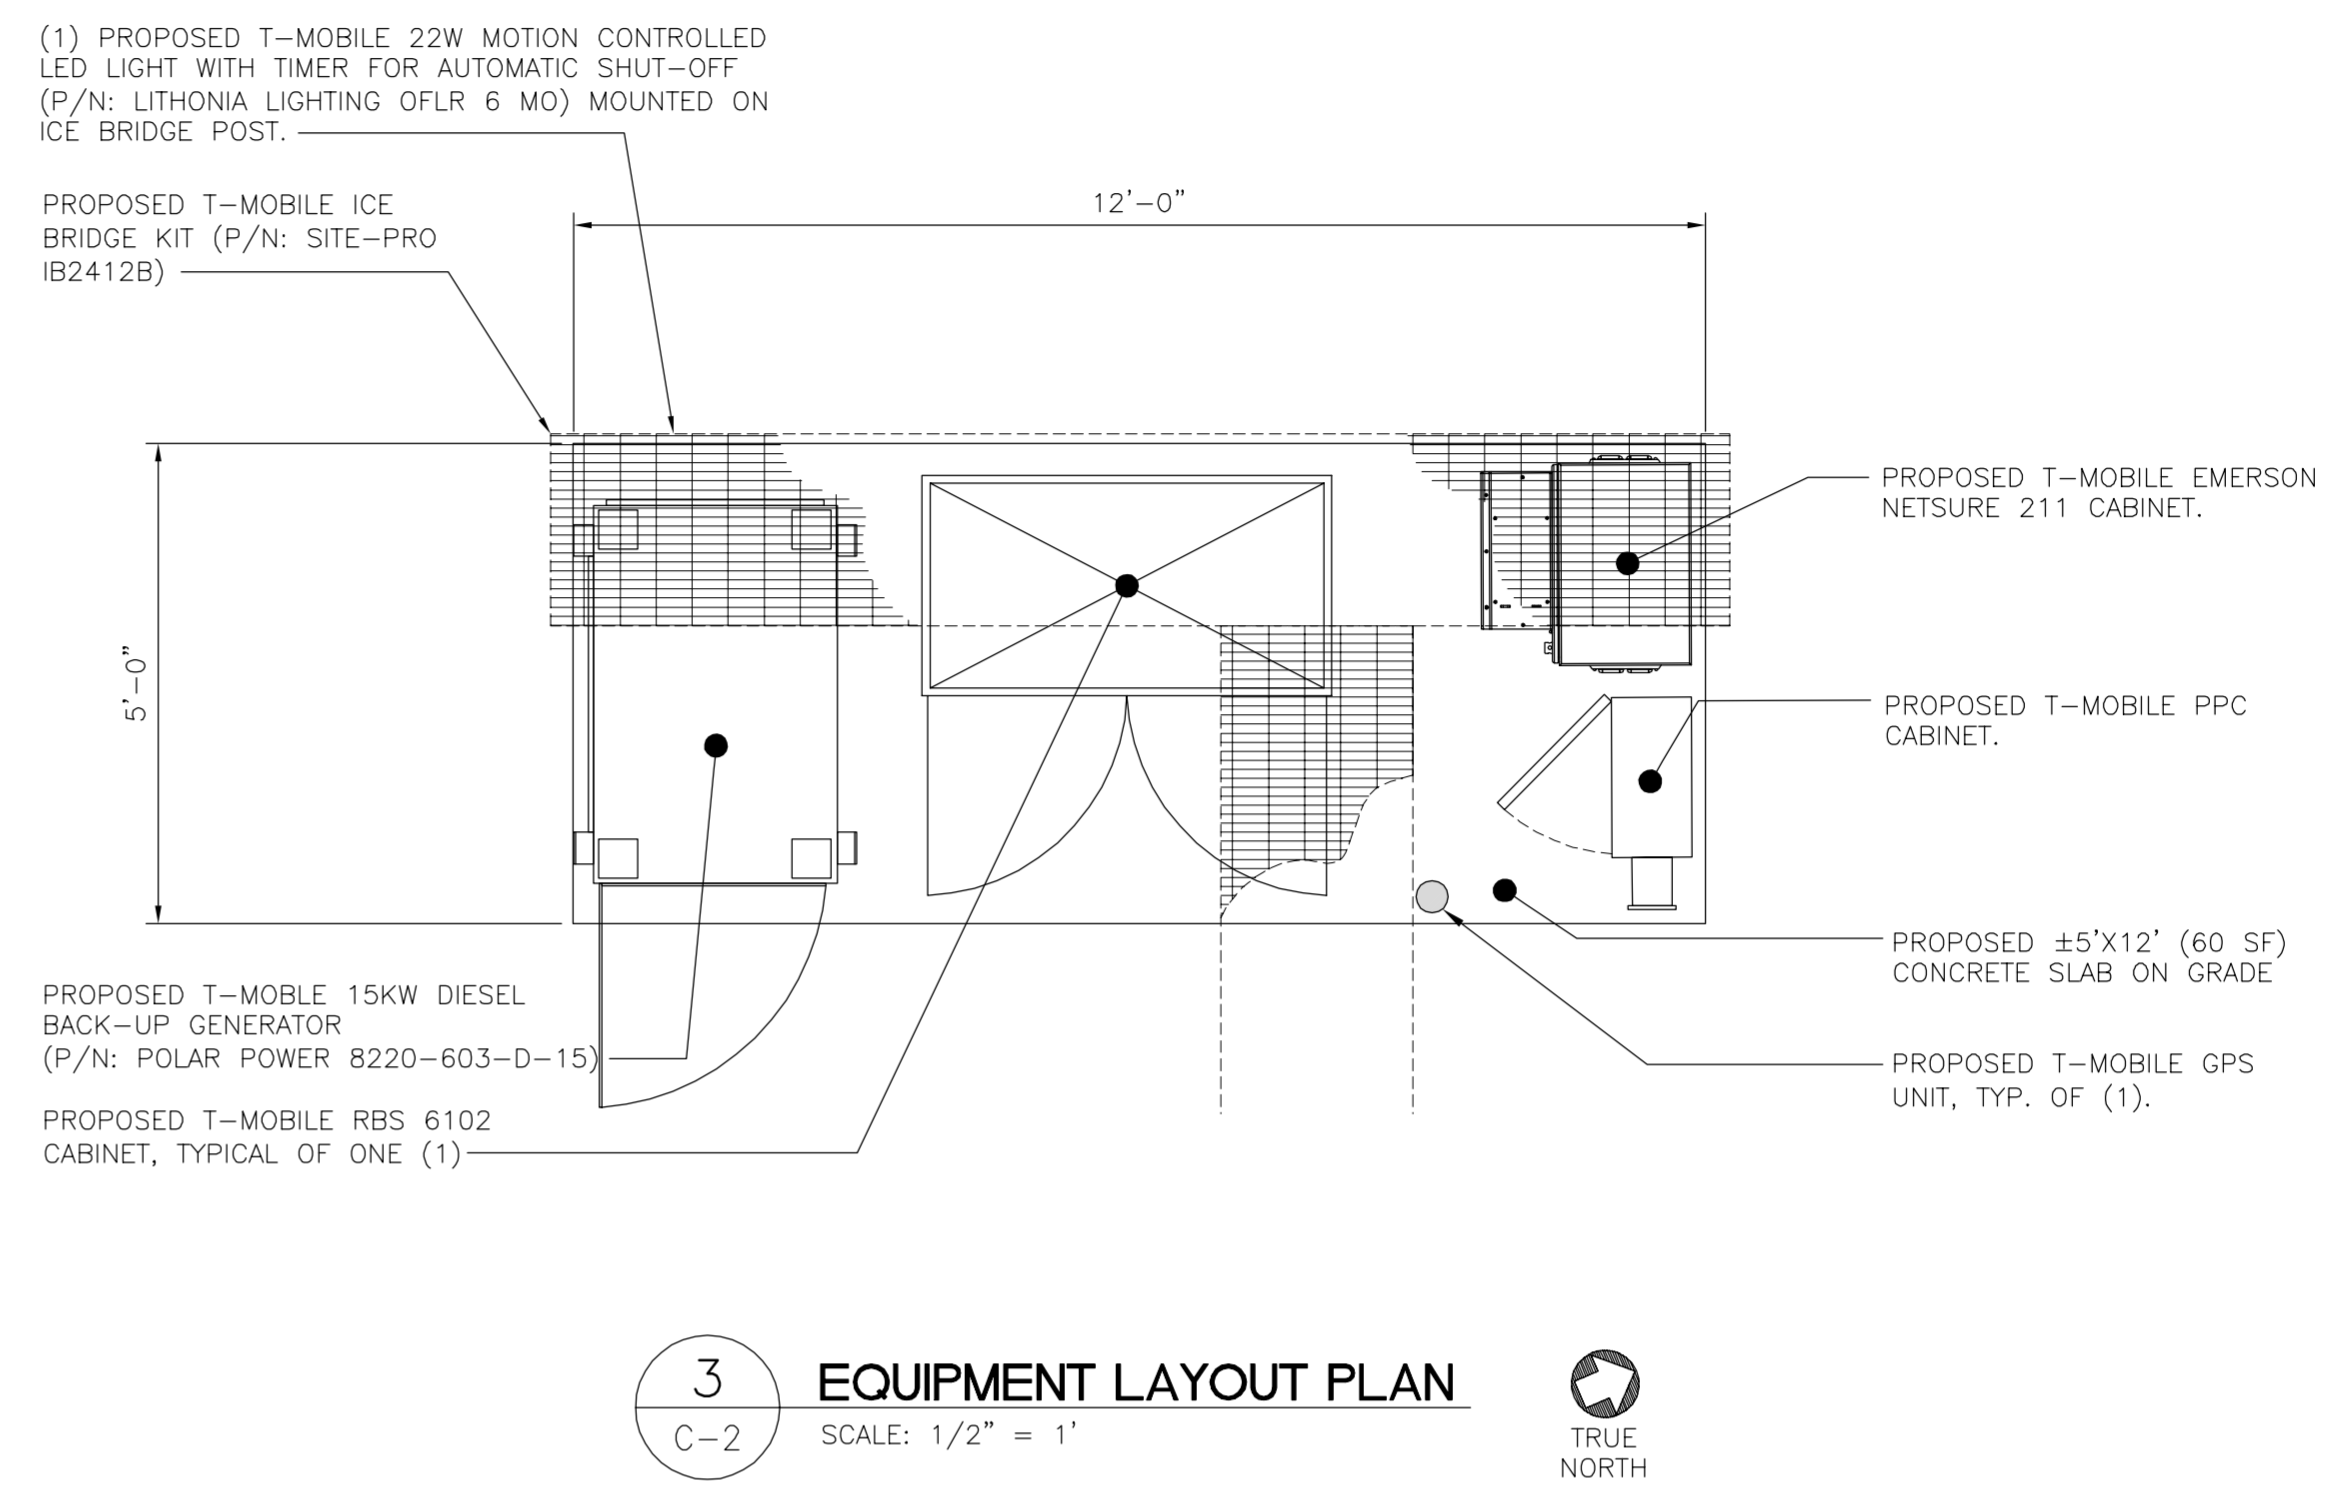 (1) PROPOSED T-MOBILE 22W MOTION CONTROLLED
LED LIGHT WITH TIMER FOR AUTOMATIC SHUT-OFF
(P/N: LITHONIA LIGHTING OFLR 6 MO) MOUNTED ON
ICE BRIDGE POST.
PROPOSED T-MOBILE ICE
BRIDGE KIT (P/N: SITE-PRO
IB2412B)
12'-0"
5'-0"
PROPOSED T-MOBILE EMERSON
NETSURE 211 CABINET.
PROPOSED T-MOBILE PPC
CABINET.
PROPOSED ±5'X12' (60 SF)
CONCRETE SLAB ON GRADE
PROPOSED T-MOBILE GPS
UNIT, TYP. OF (1).
PROPOSED T-MOBLE 15KW DIESEL
BACK-UP GENERATOR
(P/N: POLAR POWER 8220-603-D-15)
PROPOSED T-MOBILE RBS 6102
CABINET, TYPICAL OF ONE (1)
3
C-2
EQUIPMENT LAYOUT PLAN
SCALE: 1/2" = 1'
TRUE
NORTH